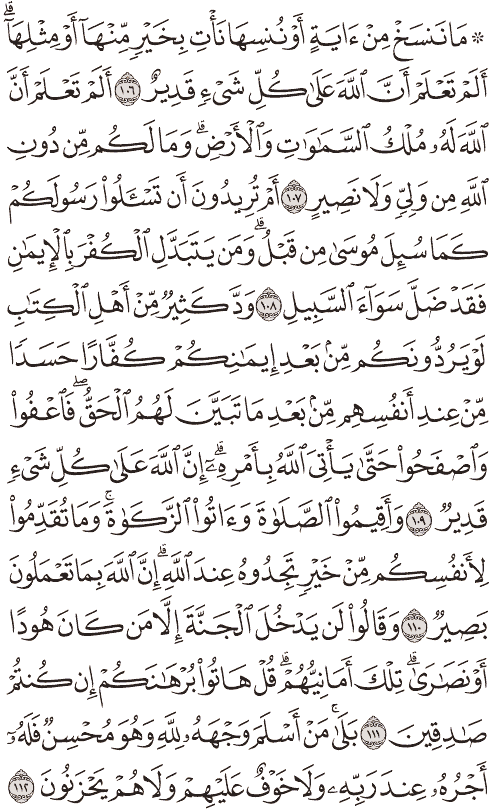 ۞ مَا نَنسَخۡ مِنۡ ءَايَةٍ أَوۡ نُنسِهَا نَأۡتِ بِخَيۡرٖ مِّنۡهَآ أَوۡ مِثۡلِهَآۗ
أَلَمۡ تَعۡلَمۡ أَنَّ ٱللَّهَ عَلَىٰ كُلِّ شَيۡءٖ قَدِيرٌ ١٠٦ أَلَمۡ تَعۡلَمۡ أَنَّ
ٱللَّهَ لَهُۥ مُلۡكُ ٱلسَّمَٰوَٰتِ وَٱلۡأَرۡضِۗ وَمَا لَكُم مِّن دُونِ
ٱللَّهِ مِن وَلِيّٖ وَلَا نَصِيرٍ ١٠٧ أَمۡ تُرِيدُونَ أَن تَسۡـَٔلُواْ رَسُولَكُمۡ
كَمَا سُئِلَ مُوسَىٰ مِن قَبۡلُۗ وَمَن يَتَبَدَّلِ ٱلۡكُفۡرَ بِٱلۡإِيمَٰنِ
فَقَدۡ ضَلَّ سَوَآءَ ٱلسَّبِيلِ ١٠٨ وَدَّ كَثِيرٞ مِّنۡ أَهۡلِ ٱلۡكِتَٰبِ
لَوۡ يَرُدُّونَكُم مِّنۢ بَعۡدِ إِيمَٰنِكُمۡ كُفَّارًا حَسَدٗا
مِّنۡ عِندِ أَنفُسِهِم مِّنۢ بَعۡدِ مَا تَبَيَّنَ لَهُمُ ٱلۡحَقُّۖ فَٱعۡفُواْ
وَٱصۡفَحُواْ حَتَّىٰ يَأۡتِيَ ٱللَّهُ بِأَمۡرِهِۦٓۗ إِنَّ ٱللَّهَ عَلَىٰ كُلِّ شَيۡءٖ
قَدِيرٞ ١٠٩ وَأَقِيمُواْ ٱلصَّلَوٰةَ وَءَاتُواْ ٱلزَّكَوٰةَۚ وَمَا تُقَدِّمُواْ
لِأَنفُسِكُم مِّنۡ خَيۡرٖ تَجِدُوهُ عِندَ ٱللَّهِۗ إِنَّ ٱللَّهَ بِمَا تَعۡمَلُونَ
بَصِيرٞ ١١٠ وَقَالُواْ لَن يَدۡخُلَ ٱلۡجَنَّةَ إِلَّا مَن كَانَ هُودًا
أَوۡ نَصَٰرَىٰۗ تِلۡكَ أَمَانِيُّهُمۡۗ قُلۡ هَاتُواْ بُرۡهَٰنَكُمۡ إِن كُنتُمۡ
صَٰدِقِينَ ١١١ بَلَىٰۚ مَنۡ أَسۡلَمَ وَجۡهَهُۥ لِلَّهِ وَهُوَ مُحۡسِنٞ فَلَهُۥٓ
أَجۡرُهُۥ عِندَ رَبِّهِۦ وَلَا خَوۡفٌ عَلَيۡهِمۡ وَلَا هُمۡ يَحۡزَنُونَ ١١٢